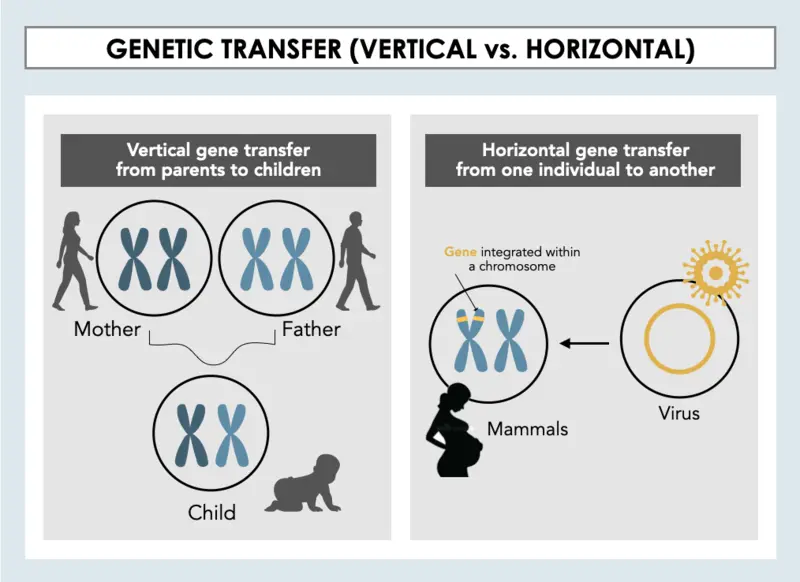 GENETIC TRANSFER (VERTICAL vs. HORIZONTAL)
Vertical gene transfer
from parents to children
Mother
Father
Child
Horizontal gene transfer
from one individual to another
Gene integrated within
a chromosome
Mammals
Virus